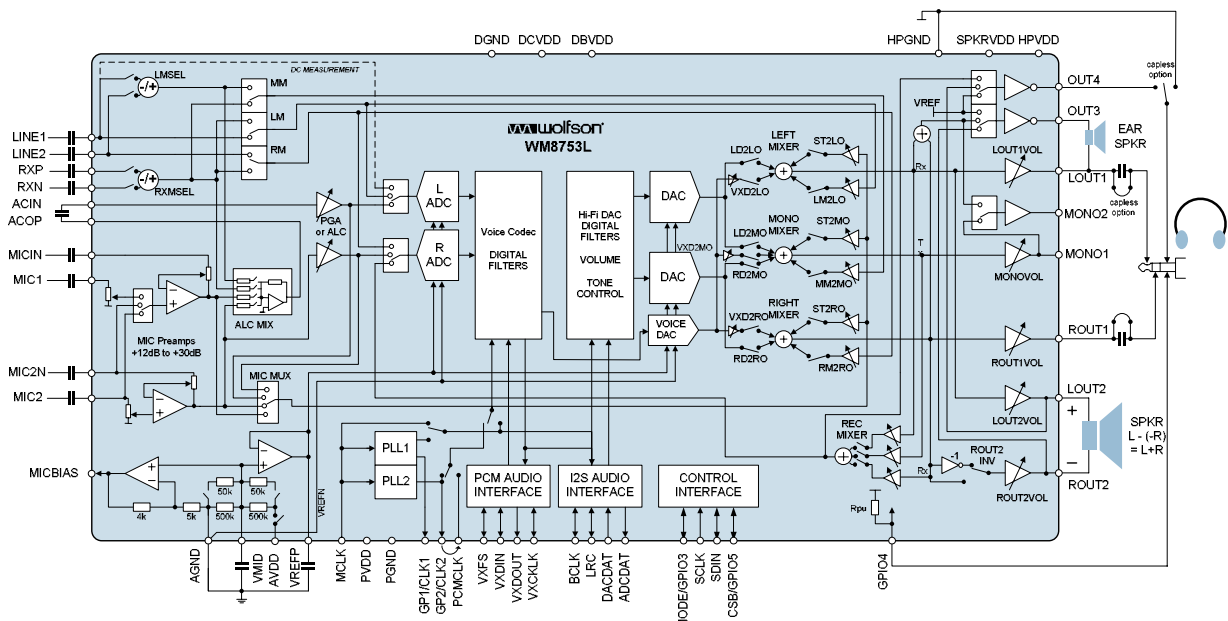 DGND
DCVDD
DBVDD
HPGND
SPKRVDD
HPVDD
DC MEASUREMENT
LMSEL
-/+
MM
LM
RM
-/+
RXMSEL
LINE1
LINE2
RXP
RXN
ACIN
ACOP
MICIN
MIC1
MIC2N
MIC2
MICBIAS
wolfson™
WM8753L
PGA
or ALC
L
ADC
R
ADC
Voice Codec
DIGITAL
FILTERS
Hi-Fi DAC
DIGITAL
FILTERS
VOLUME
TONE
CONTROL
DAC
DAC
VOICE
DAC
LD2LO
LEFT
MIXER
ST2LO
VXD2LO
LM2LO
LD2MO
MONO
MIXER
ST2MO
VXD2MO
RD2MO
MM2MO
VXD2RO
RIGHT
MIXER
ST2RO
RD2RO
RM2RO
VREF
Rx
T
x
OUT4
OUT3
LOUT1VOL
LOUT1
MONO2
MONO1
MONOVOL
ROUT1
ROUT1VOL
LOUT2
LOUT2VOL
ROUT2
ROUT2VOL
capless
option
EAR
SPKR
capless
option
+
SPKR
L - (-R)
= L+R
−
ALC MIX
MIC Preamps
+12dB to +30dB
MIC MUX
REC
MIXER
Rx
-1
ROUT2
INV
Rpu
PLL1
PLL2
PCM AUDIO
INTERFACE
I2S AUDIO
INTERFACE
CONTROL
INTERFACE
50k
50k
4k
5k
500k
500k
VREFN
AGND
VMID
AVDD
VREFP
MCLK
PVDD
PGND
GP1/CLK1
GP2/CLK2
PCMCLK
VXFS
VXDIN
VXDOUT
VXCKLK
BCLK
LRC
DACDAT
ADCDAT
IODE/GPIO3
SCLK
SDIN
CSB/GPIO5
GPIO4